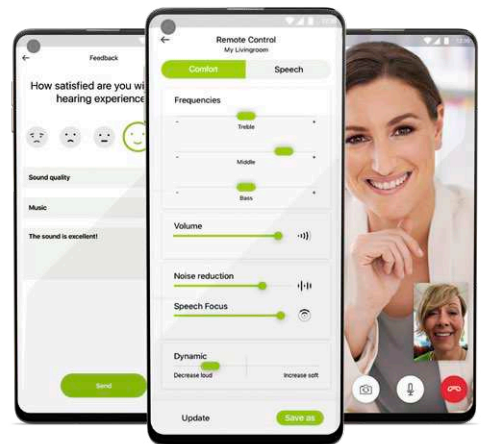 Feedback
How satisfied are you wi
hearing experience
Sound quality
Music
The sound is excellent!
Send
Remote Control
My Livingroom
Comfort
Speech
Frequencies
- Treble +
- Middle +
- Bass +
Volume
Noise reduction
Speech Focus
Dynamic
Decrease loud
Increase soft
Update
Save as